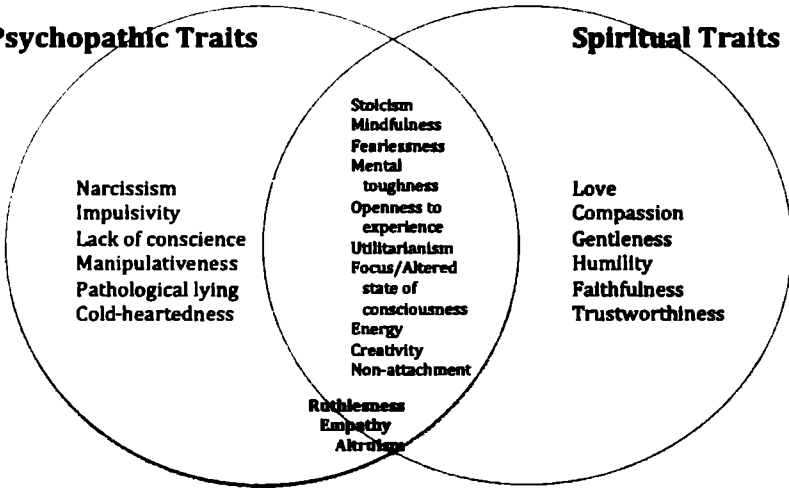 Psychopathic Traits
Spiritual Traits
Narcissism
Impulsivity
Lack of conscience
Manipulativeness
Pathological lying
Cold-heartedness
Stoicism
Mindfulness
Fearlessness
Mental
toughness
Openness to
experience
Utilitarianism
Focus/Altered
state of
consciousness
Energy
Creativity
Non-attachment
Ruthlesness
Empathy
Altruism
Love
Compassion
Gentleness
Humility
Faithfulness
Trustworthiness